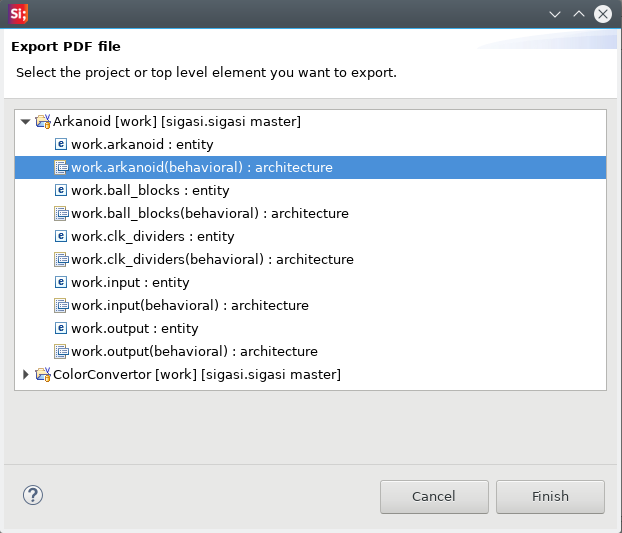 Si;
Export PDF file
Select the project or top level element you want to export.
Arkanoid [work] [sigasi.sigasi master]
e work.arkanoid : entity
work.arkanoid(behavioral) : architecture
e work.ball_blocks : entity
work.ball_blocks(behavioral) : architecture
e work.clk_dividers : entity
work.clk_dividers(behavioral) : architecture
e work.input : entity
work.input(behavioral) : architecture
e work.output : entity
work.output(behavioral) : architecture
ColorConvertor [work] [sigasi.sigasi master]
? Cancel Finish